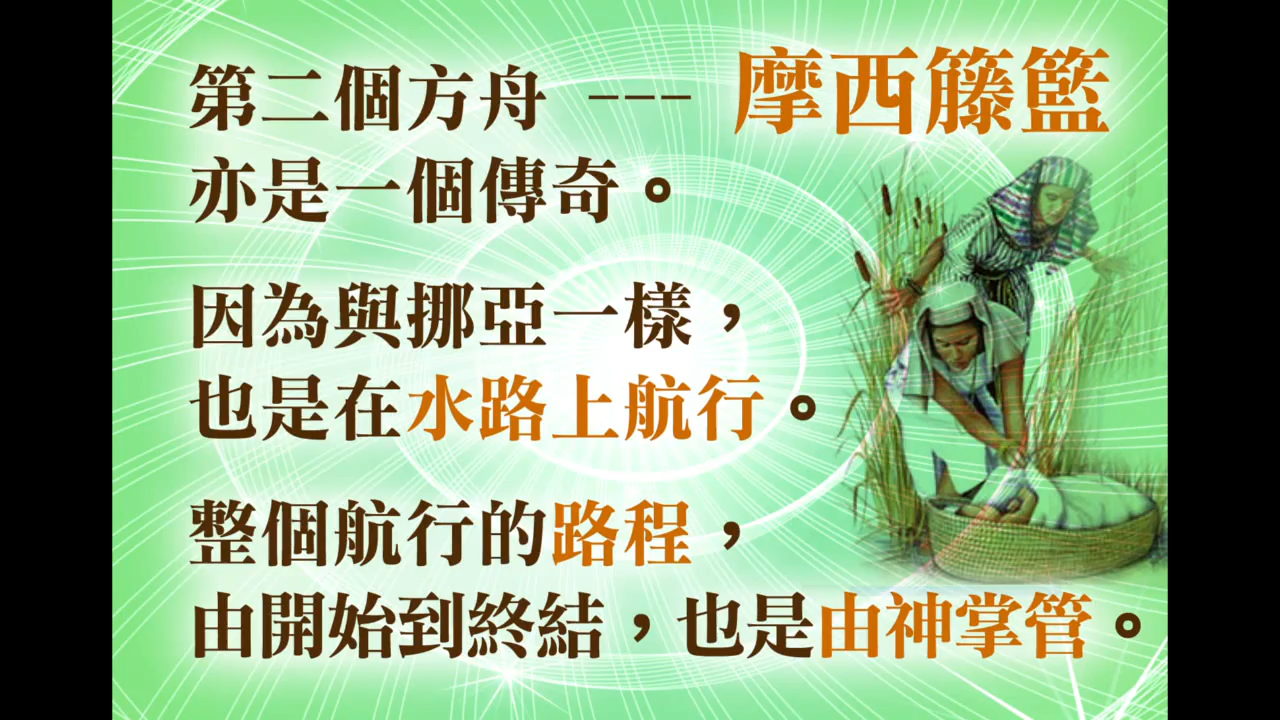 第二個方舟 --- 摩西籐籃
亦是一個傳奇。
因為與挪亞一樣，
也是在水路上航行。
整個航行的路程，
由開始到終結，也是由神掌管。